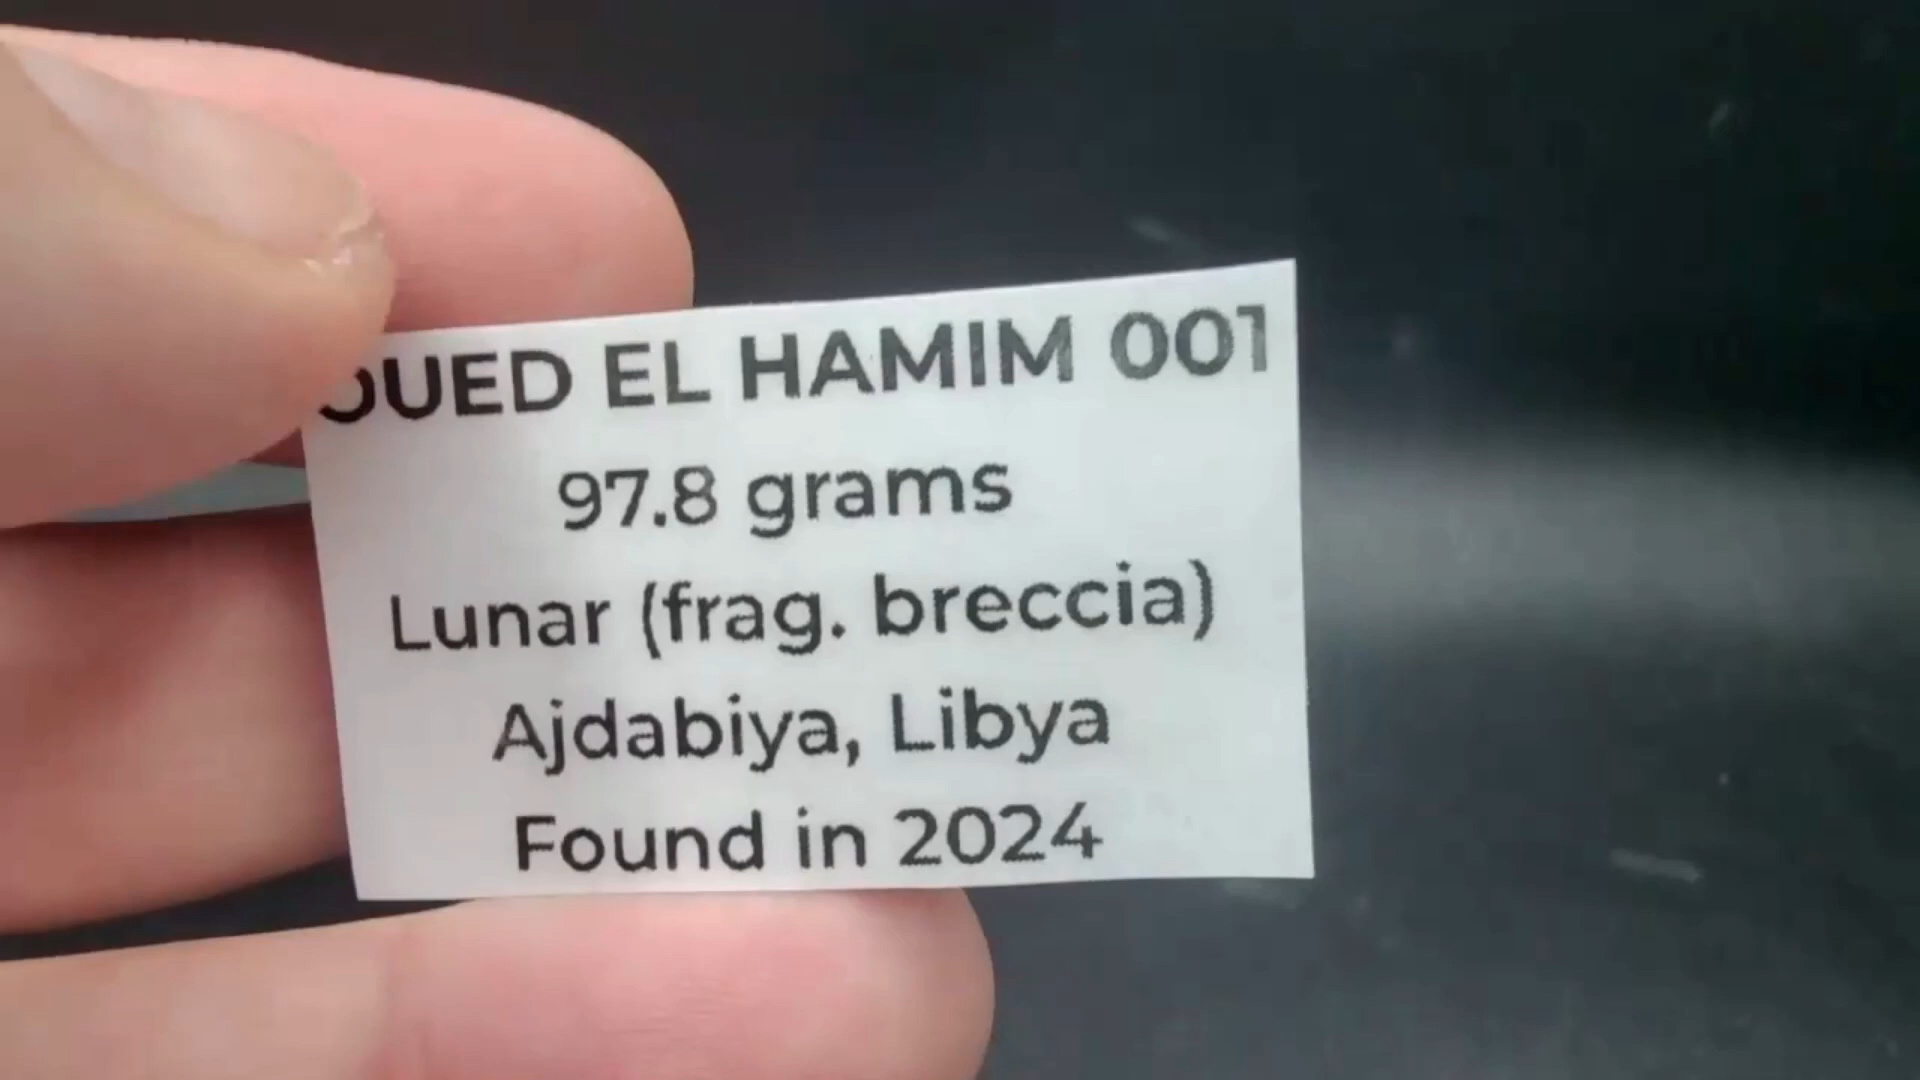 OUED EL HAMIM 001
97.8 grams
Lunar (frag. breccia)
Ajdabiya, Libya
Found in 2024